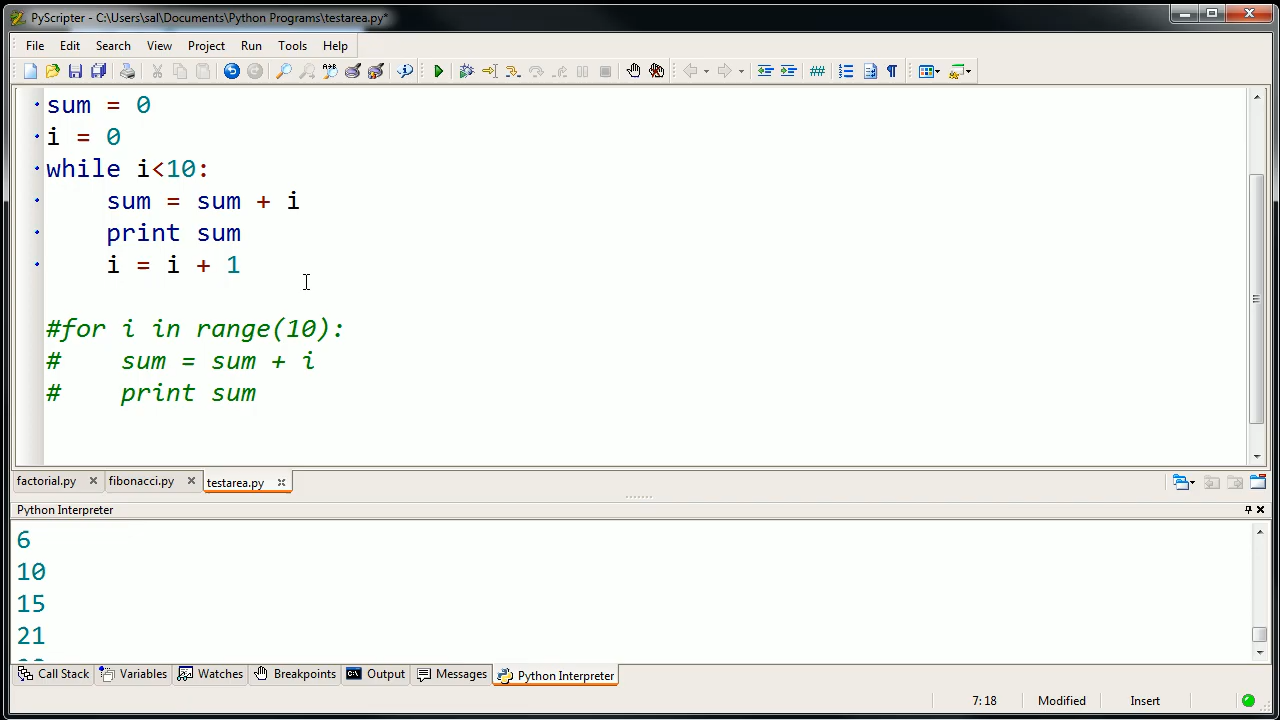 PyScripter - C:\Users\sal\Documents\Python Programs\testarea.py*
File Edit Search View Project Run Tools Help
sum = 0
i = 0
while i<10:
sum = sum + i
print sum
i = i + 1
#for i in range(10):
# sum = sum + i
# print sum
factorial.py fibonacci.py testarea.py
Python Interpreter
6
10
15
21
Call Stack Variables Watches Breakpoints Output Messages Python Interpreter
7: 18 Modified Insert